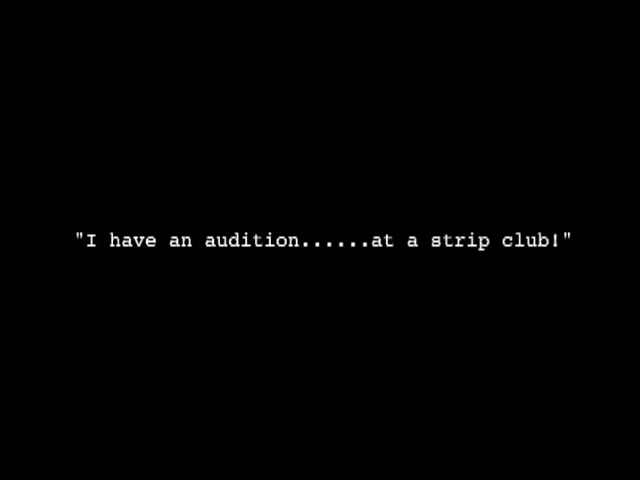 "I have an audition......at a strip club!"